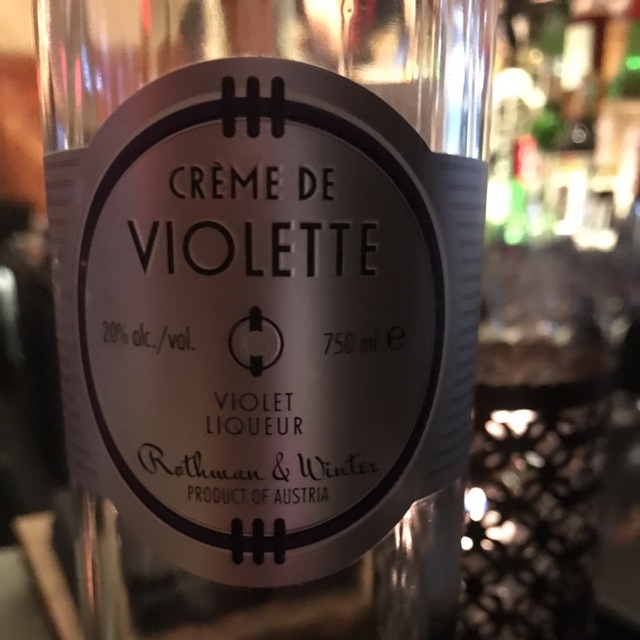 CRÈME DE
VIOLETTE
20% alc./vol.
750 ml ℮
VIOLET
LIQUEUR
Rothman & Winter
PRODUCT OF AUSTRIA